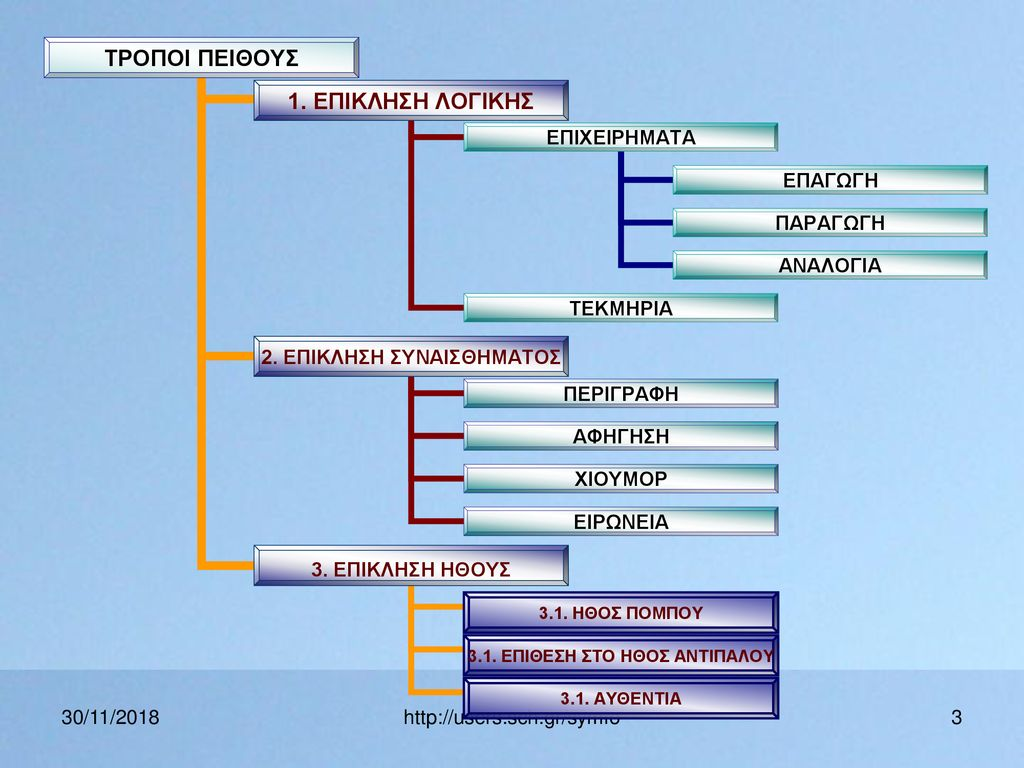 ΤΡΟΠΟΙ ΠΕΙΘΟΥΣ
1. ΕΠΙΚΛΗΣΗ ΛΟΓΙΚΗΣ
ΕΠΙΧΕΙΡΗΜΑΤΑ
ΕΠΑΓΩΓΗ
ΠΑΡΑΓΩΓΗ
ΑΝΑΛΟΓΙΑ
ΤΕΚΜΗΡΙΑ
2. ΕΠΙΚΛΗΣΗ ΣΥΝΑΙΣΘΗΜΑΤΟΣ
ΠΕΡΙΓΡΑΦΗ
ΑΦΗΓΗΣΗ
ΧΙΟΥΜΟΡ
ΕΙΡΩΝΕΙΑ
3. ΕΠΙΚΛΗΣΗ ΗΘΟΥΣ
3.1. ΗΘΟΣ ΠΟΜΠΟΥ
3.1. ΕΠΙΘΕΣΗ ΣΤΟ ΗΘΟΣ ΑΝΤΙΠΑΛΟΥ
3.1. ΑΥΘΕΝΤΙΑ
30/11/2018
3